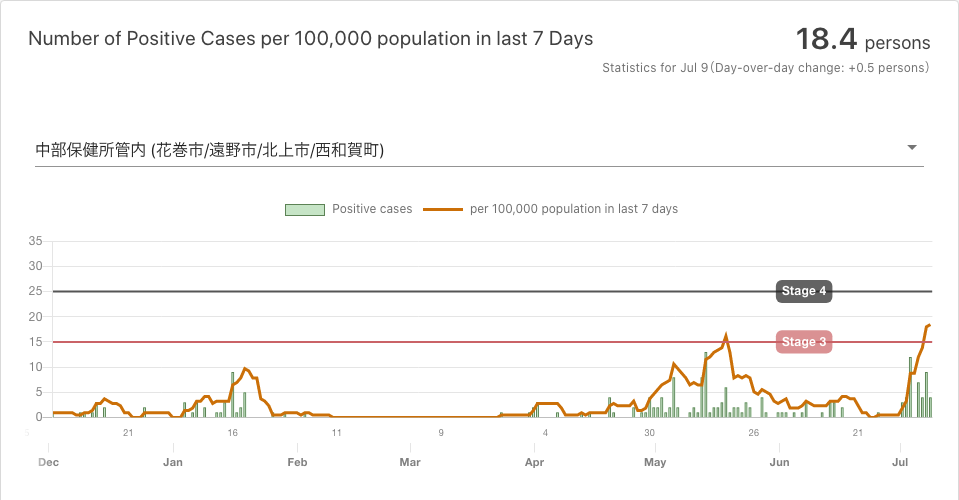 Number of Positive Cases per 100,000 population in last 7 Days
18.4 persons
Statistics for Jul 9 (Day-over-day change: +0.5 persons)
中部保健所管内 (花巻市/遠野市/北上市/西和賀町)
Positive cases
per 100,000 population in last 7 days
35
30
25
20
15
10
5
0
Stage 4
Stage 3
21 16 11 9 4 30 26 21
Dec Jan Feb Mar Apr May Jun Jul